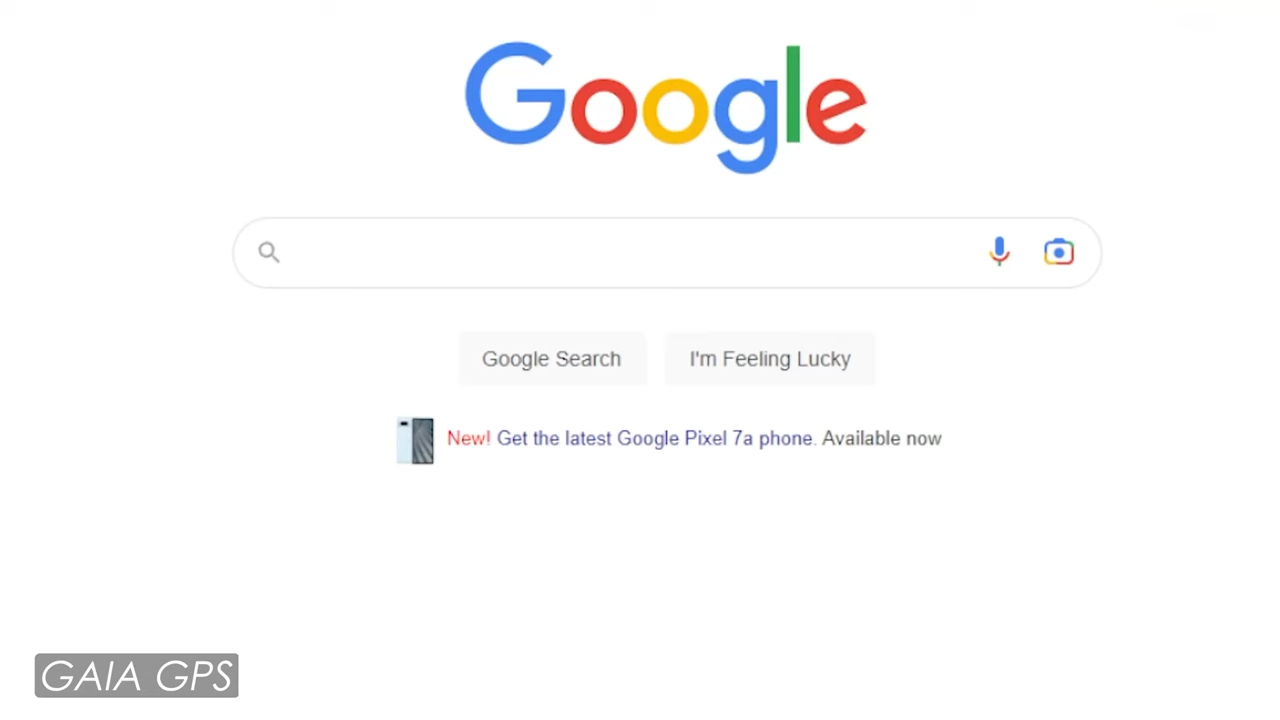 Google
Google Search
I'm Feeling Lucky
New! Get the latest Google Pixel 7a phone. Available now
GAIA GPS